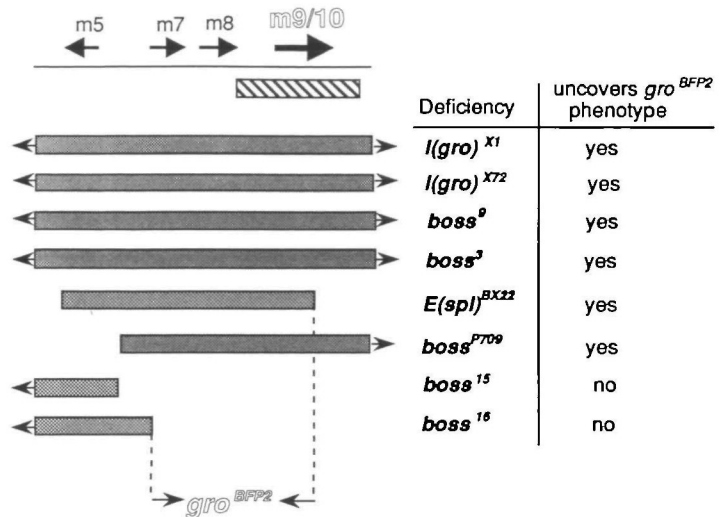 m5 m7 m8 m9/10
Deficiency uncovers gro BFP2 phenotype
l(gro) X1 yes
l(gro) X72 yes
boss 9 yes
boss 3 yes
E(spl) BX22 yes
boss P709 yes
boss 15 no
boss 16 no
gro BFP2